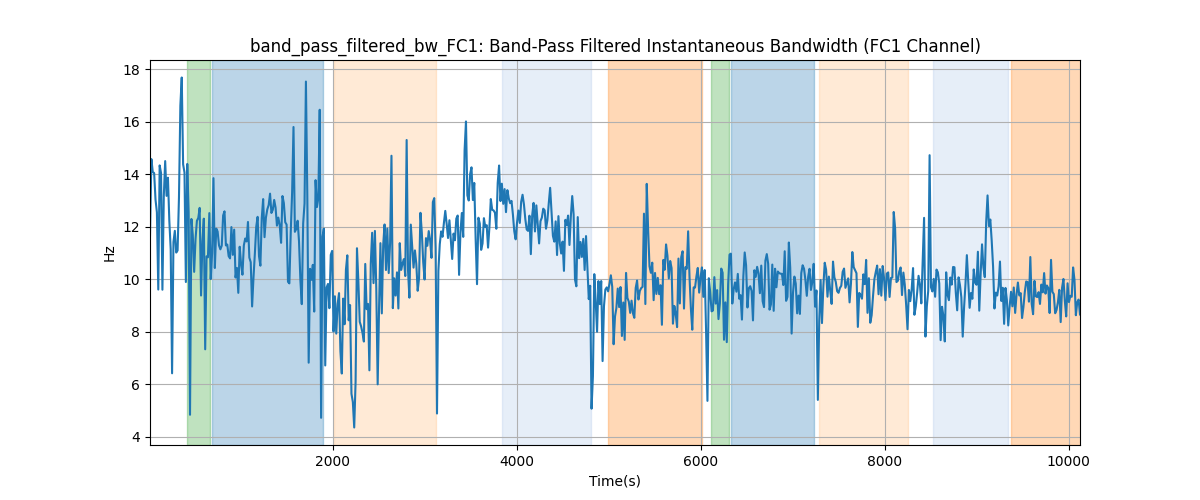 band_pass_filtered_bw_FC1: Band-Pass Filtered Instantaneous Bandwidth (FC1 Channel)
18
16
14
12
10
8
6
4
Hz
2000 4000 6000 8000 10000
Time(s)